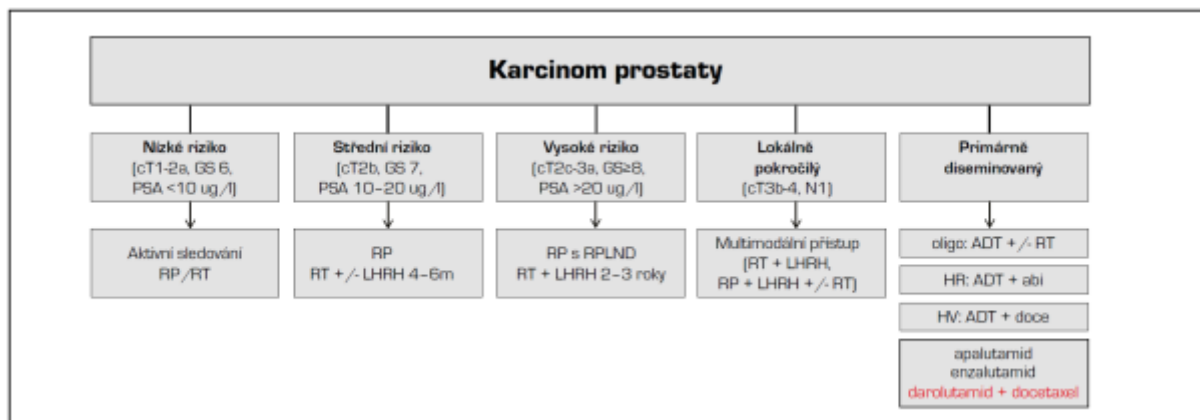 Karcinom prostaty
Nízké riziko
(cT1-2a, GS 6,
PSA <10 ug/l)
Aktivní sledování
RP/RT
Střední riziko
(cT2b, GS 7,
PSA 10–20 ug/l)
RP
RT +/- LHRH 4–6m
Vysoké riziko
(cT2c-3a, GS≥8,
PSA >20 ug/l)
RP s RPLND
RT + LHRH 2–3 roky
Lokálně
pokročilý
(cT3b-4, N1)
Multimodální přístup
(RT + LHRH,
RP + LHRH +/- RT)
Primárně
diseminovaný
oligo: ADT +/- RT
HR: ADT + abi
HV: ADT + doce
apalutamid
enzalutamid
darolutamid + docetaxel